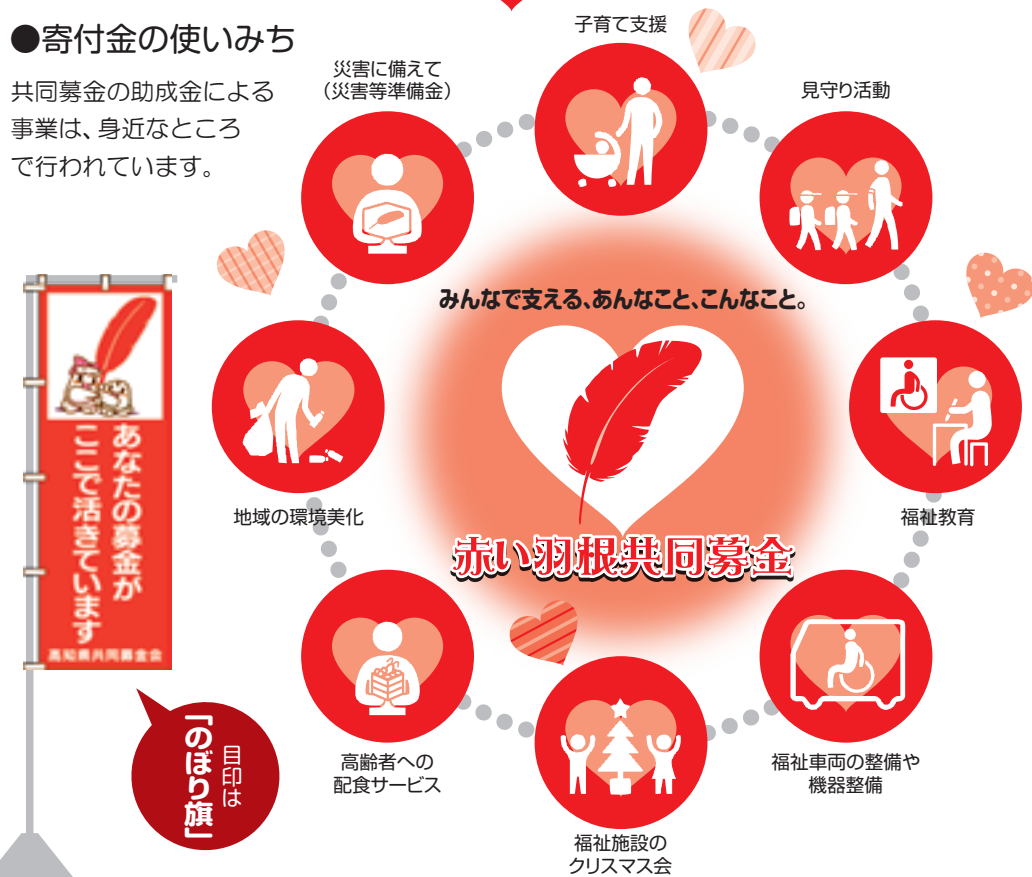 ●寄付金の使いみち
共同募金の助成金による
事業は、身近なところ
で行われています。
子育て支援
災害に備えて
（災害等準備金）
見守り活動
みんなで支える、あんなこと、こんなこと。
地域の環境美化
福祉教育
赤い羽根共同募金
高齢者への
配食サービス
福祉施設の
クリスマス会
福祉車両の整備や
機器整備
あなたの募金が
ここで活きています
高知県共同募金会
目印は
「のぼり旗」